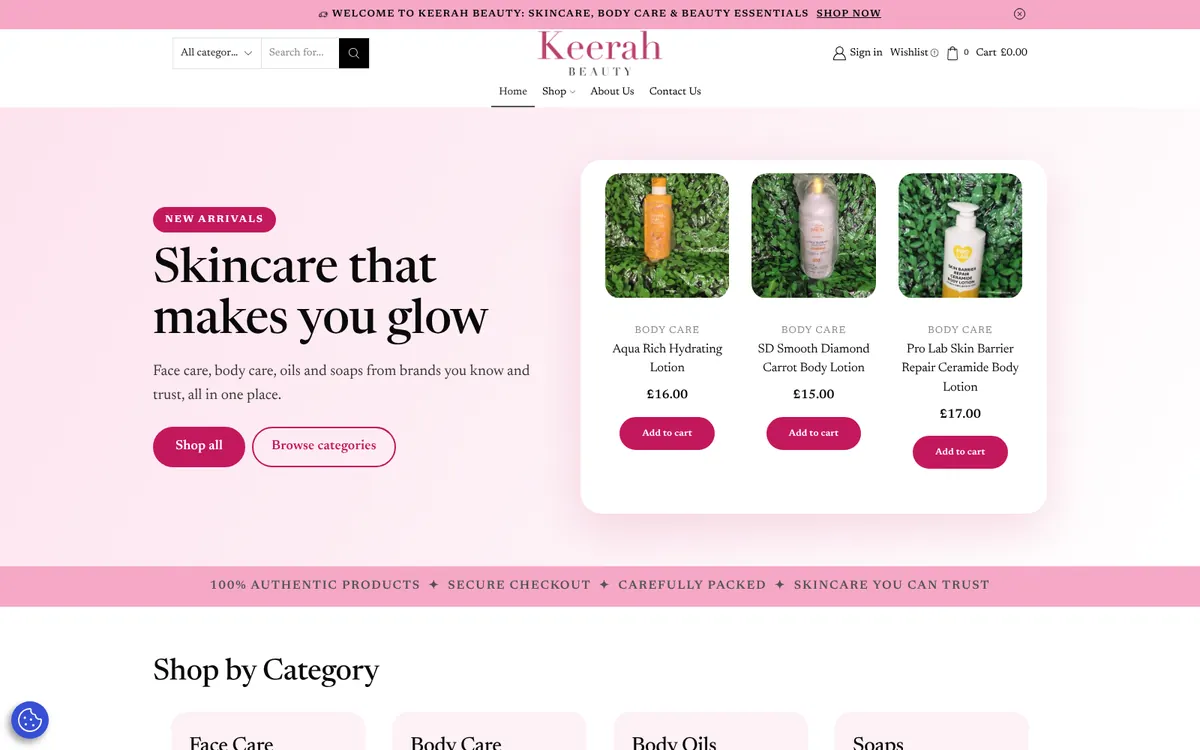 WELCOME TO KEERAH BEAUTY: SKINCARE, BODY CARE & BEAUTY ESSENTIALS SHOP NOW
All categor...
Search for...
Keerah
BEAUTY
Sign in
Wishlist
0
Cart £0.00
Home
Shop
About Us
Contact Us
NEW ARRIVALS
Skincare that
makes you glow
Face care, body care, oils and soaps from brands you know and
trust, all in one place.
Shop all
Browse categories
BODY CARE
Aqua Rich Hydrating
Lotion
£16.00
Add to cart
BODY CARE
SD Smooth Diamond
Carrot Body Lotion
£15.00
Add to cart
SKIN BARRIER
REPAIR
CERAMIDE
BODY LOTION
BODY CARE
Pro Lab Skin Barrier
Repair Ceramide Body
Lotion
£17.00
Add to cart
100% AUTHENTIC PRODUCTS ✦ SECURE CHECKOUT ✦ CAREFULLY PACKED ✦ SKINCARE YOU CAN TRUST
Shop by Category
Face Care
Body Care
Body Oils
Soaps